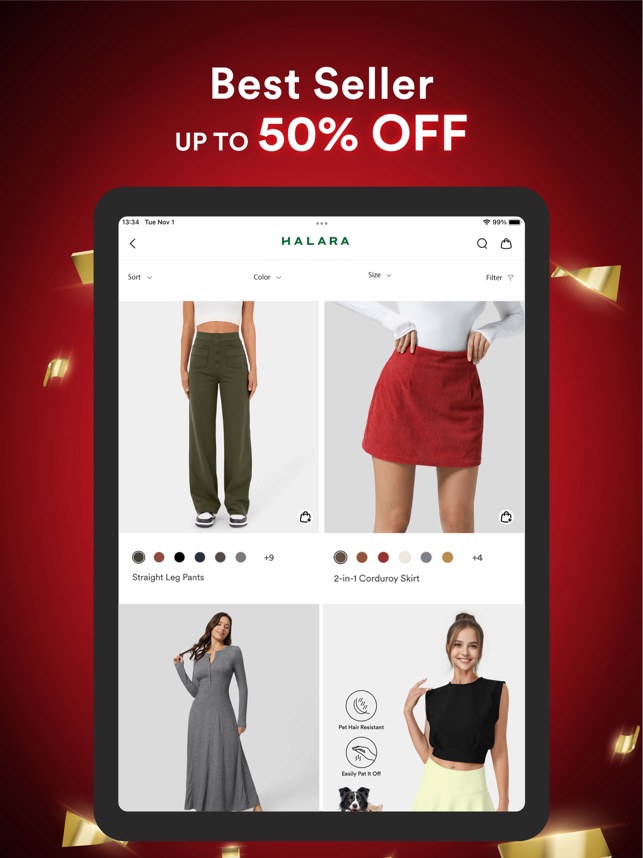 Best Seller
UP TO 50% OFF
13:34 Tue Nov 1
99%
HALARA
Sort
Color
Size
Filter
+9
+4
Straight Leg Pants
2-in-1 Corduroy Skirt
Pet Hair Resistant
Easily Pat It Off